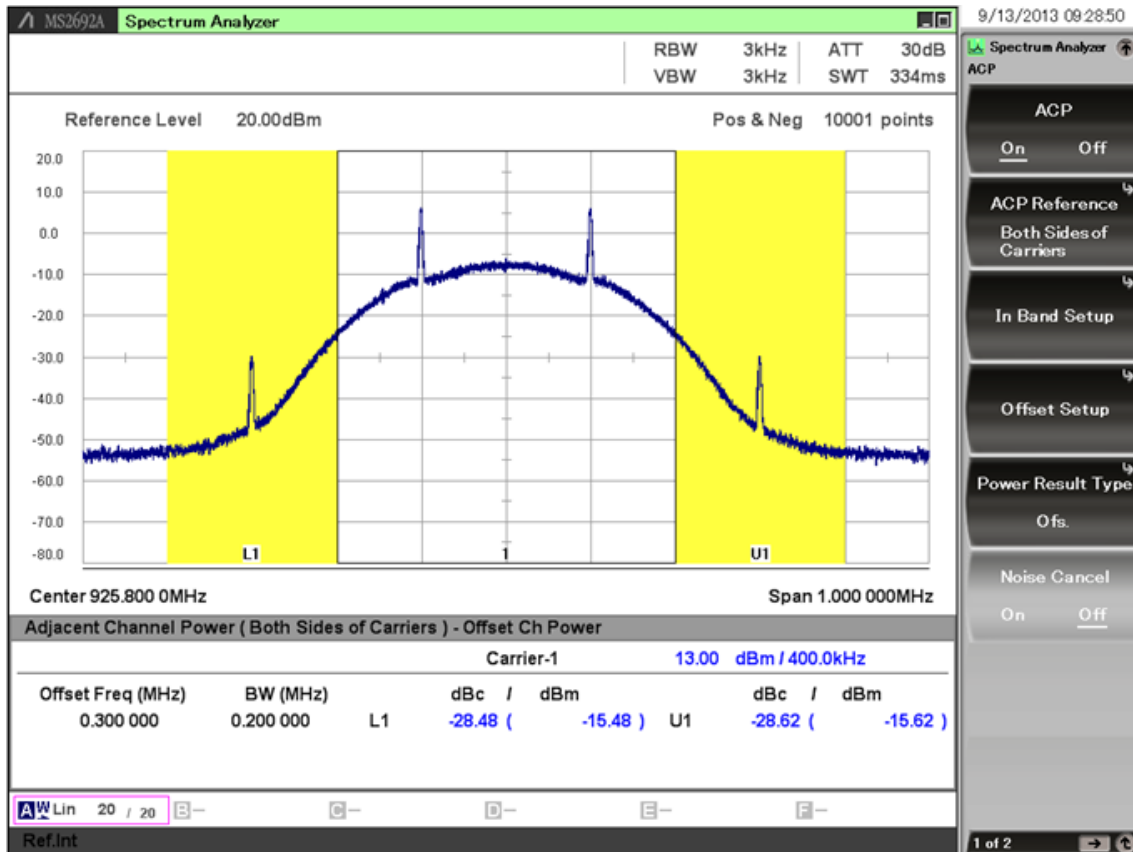 MS2692A Spectrum Analyzer
9/13/2013 09:28:50
RBW 3kHz ATT 30dB
VBW 3kHz SWT 334ms
Reference Level 20.00dBm Pos & Neg 10001 points
20.0
10.0
0.0
-10.0
-20.0
-30.0
-40.0
-50.0
-60.0
-70.0
-80.0
L1 1 U1
Center 925.800 0MHz Span 1.000 000MHz
Adjacent Channel Power ( Both Sides of Carriers ) - Offset Ch Power
Carrier-1 13.00 dBm / 400.0kHz
Offset Freq (MHz) BW (MHz) dBc / dBm dBc / dBm
0.300 000 0.200 000 L1 -28.48 ( -15.48 ) U1 -28.62 ( -15.62 )
A W Lin 20 / 20 B- C- D- E- F-
Ref.Int
Spectrum Analyzer
ACP
ACP
On Off
ACP Reference
Both Sides of
Carriers
In Band Setup
Offset Setup
Power Result Type
Ofs.
Noise Cancel
On Off
1 of 2